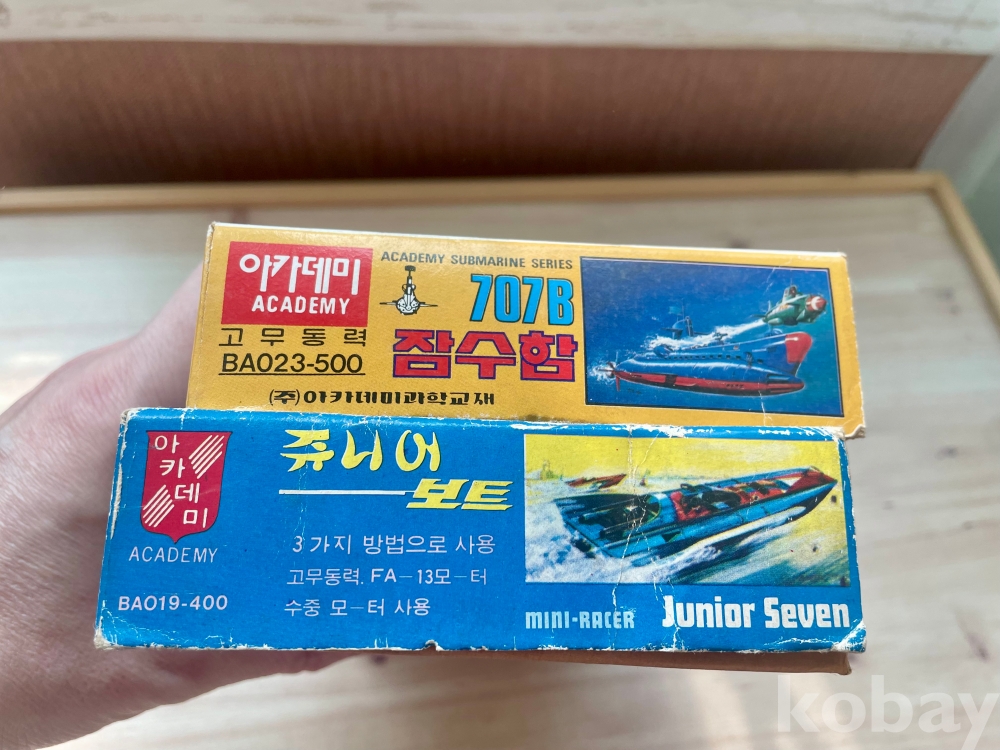 아카데미
ACADEMY
고무동력
BA023-500
ACADEMY SUBMARINE SERIES
707B
잠수함
(주)아카데미과학교재
아카데미
ACADEMY
BA019-400
쥬니어
보트
3가지 방법으로 사용
고무동력. FA-13모-터
수중 모-터 사용
MINI-RACER Junior Seven
kobay